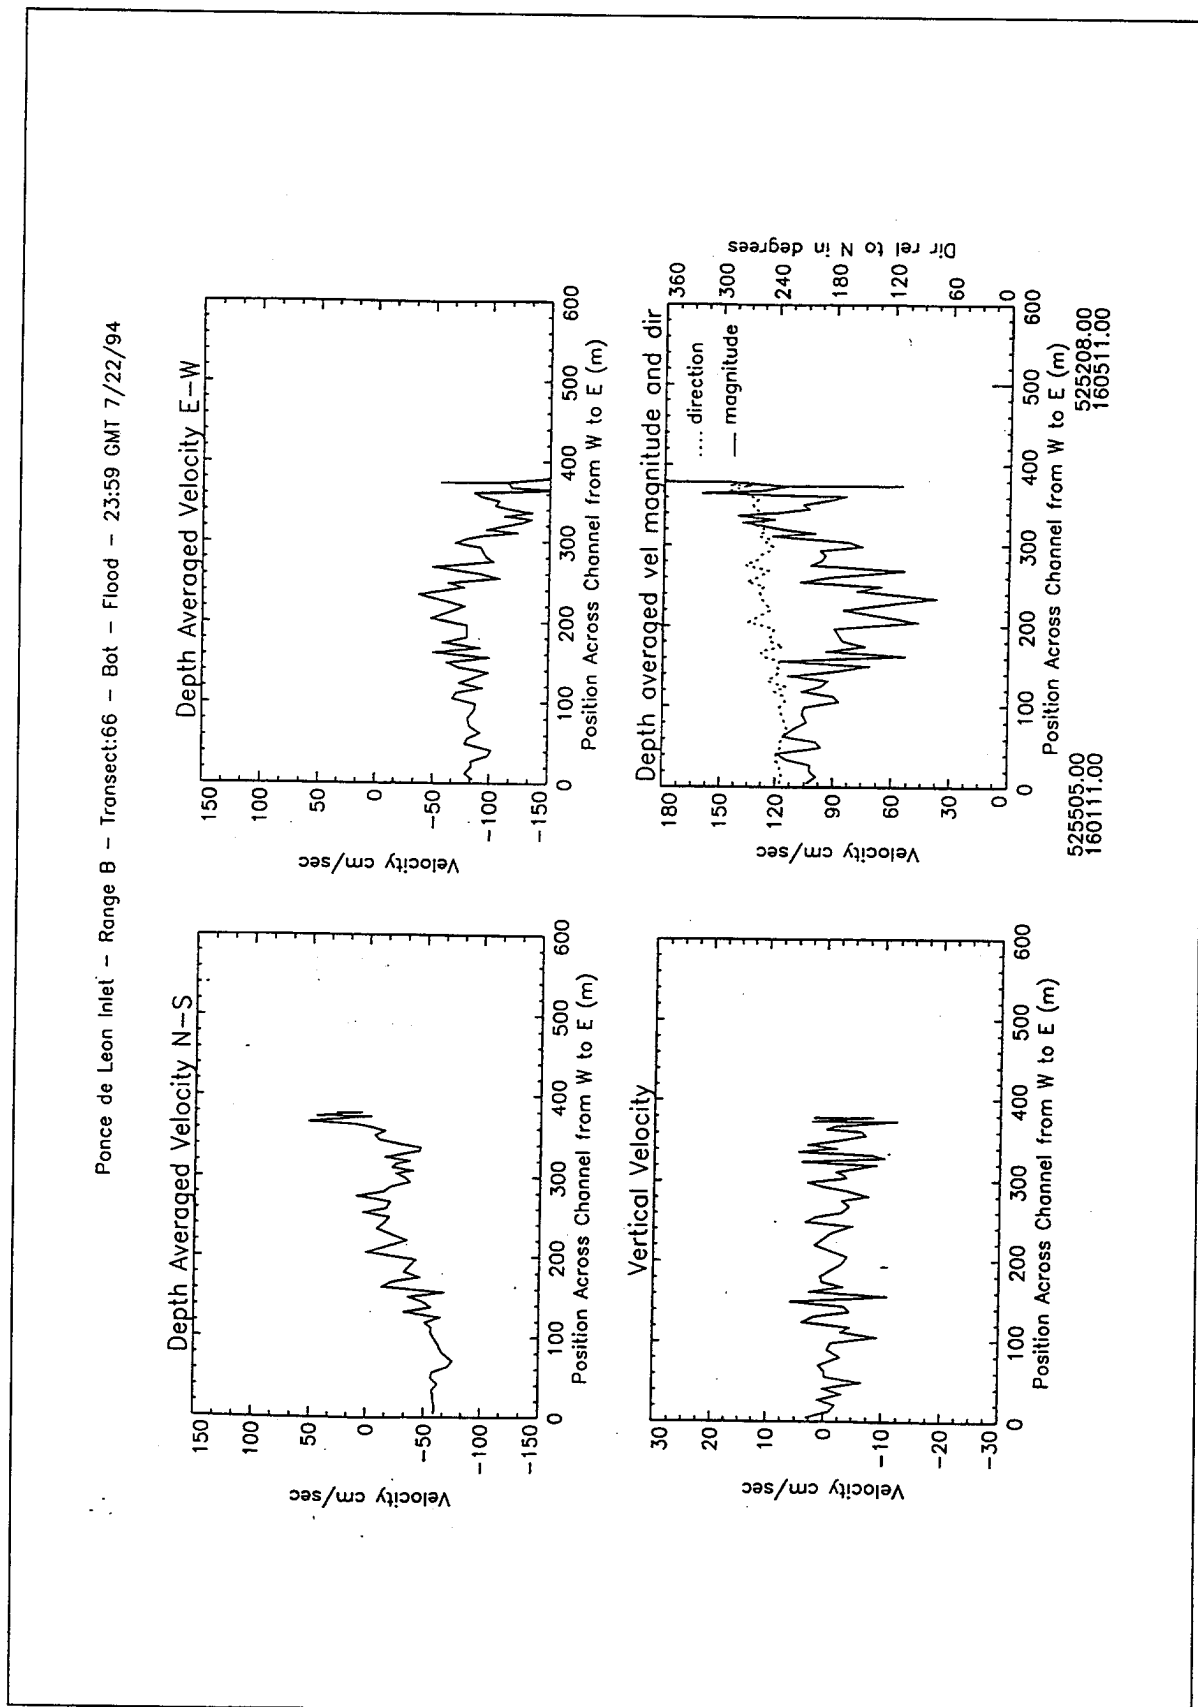 Ponce de Leon Inlet – Range B – Transect:66 – Bot – Flood – 23:59 GMT 7/22/94
Depth Averaged Velocity N–S
Velocity cm/sec
150
100
50
0
–50
–100
–150
0 100 200 300 400 500 600
Position Across Channel from W to E (m)
Depth Averaged Velocity E–W
Velocity cm/sec
150
100
50
0
–50
–100
–150
0 100 200 300 400 500 600
Position Across Channel from W to E (m)
Vertical Velocity
Velocity cm/sec
30
20
10
0
–10
–20
–30
0 100 200 300 400 500 600
Position Across Channel from W to E (m)
Depth averaged vel magnitude and dir
Velocity cm/sec
180
150
120
90
60
30
0
.... direction
— magnitude
360
300
240
180
120
60
0
Dir rel to N in degrees
0 100 200 300 400 500 600
Position Across Channel from W to E (m)
525505.00 525208.00
160111.00 160511.00